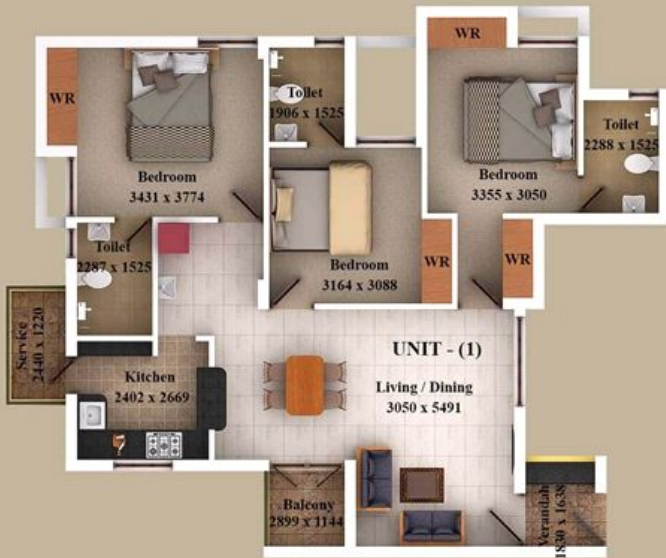 WR
WR
Toilet
1906 x 1525
Toilet
2288 x 1525
Bedroom
3431 x 3774
Bedroom
3355 x 3050
Toilet
2287 x 1525
Bedroom
3164 x 3088
WR
WR
Service
2440 x 1220
Kitchen
2402 x 2669
UNIT - (1)
Living / Dining
3050 x 5491
Balcony
2899 x 1144
Verandah
1830 x 1638